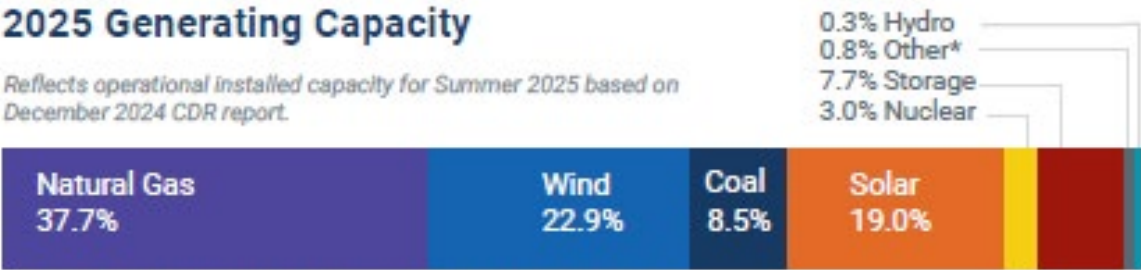 2025 Generating Capacity
Reflects operational installed capacity for Summer 2025 based on
December 2024 CDR report.
0.3% Hydro
0.8% Other*
7.7% Storage
3.0% Nuclear
Natural Gas
37.7%
Wind
22.9%
Coal
8.5%
Solar
19.0%